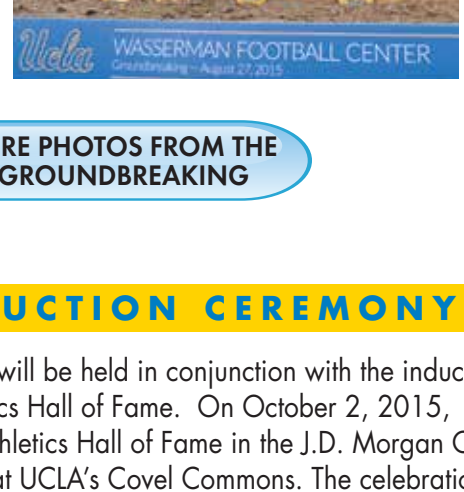 Ucla WASSERMAN FOOTBALL CENTER
Groundbreaking – August 27, 2015
RE PHOTOS FROM THE
GROUNDBREAKING
UCTION CEREMONY
will be held in conjunction with the induc
cs Hall of Fame. On October 2, 2015,
hletics Hall of Fame in the J.D. Morgan C
at UCLA's Covel Commons. The celebratio